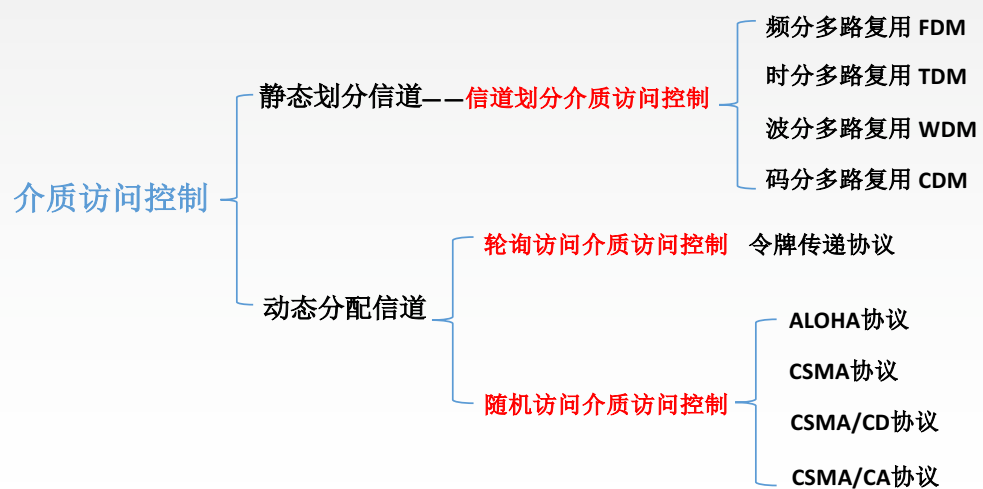 介质访问控制
静态划分信道——信道划分介质访问控制
频分多路复用 FDM
时分多路复用 TDM
波分多路复用 WDM
码分多路复用 CDM
动态分配信道
轮询访问介质访问控制 令牌传递协议
随机访问介质访问控制
ALOHA协议
CSMA协议
CSMA/CD协议
CSMA/CA协议